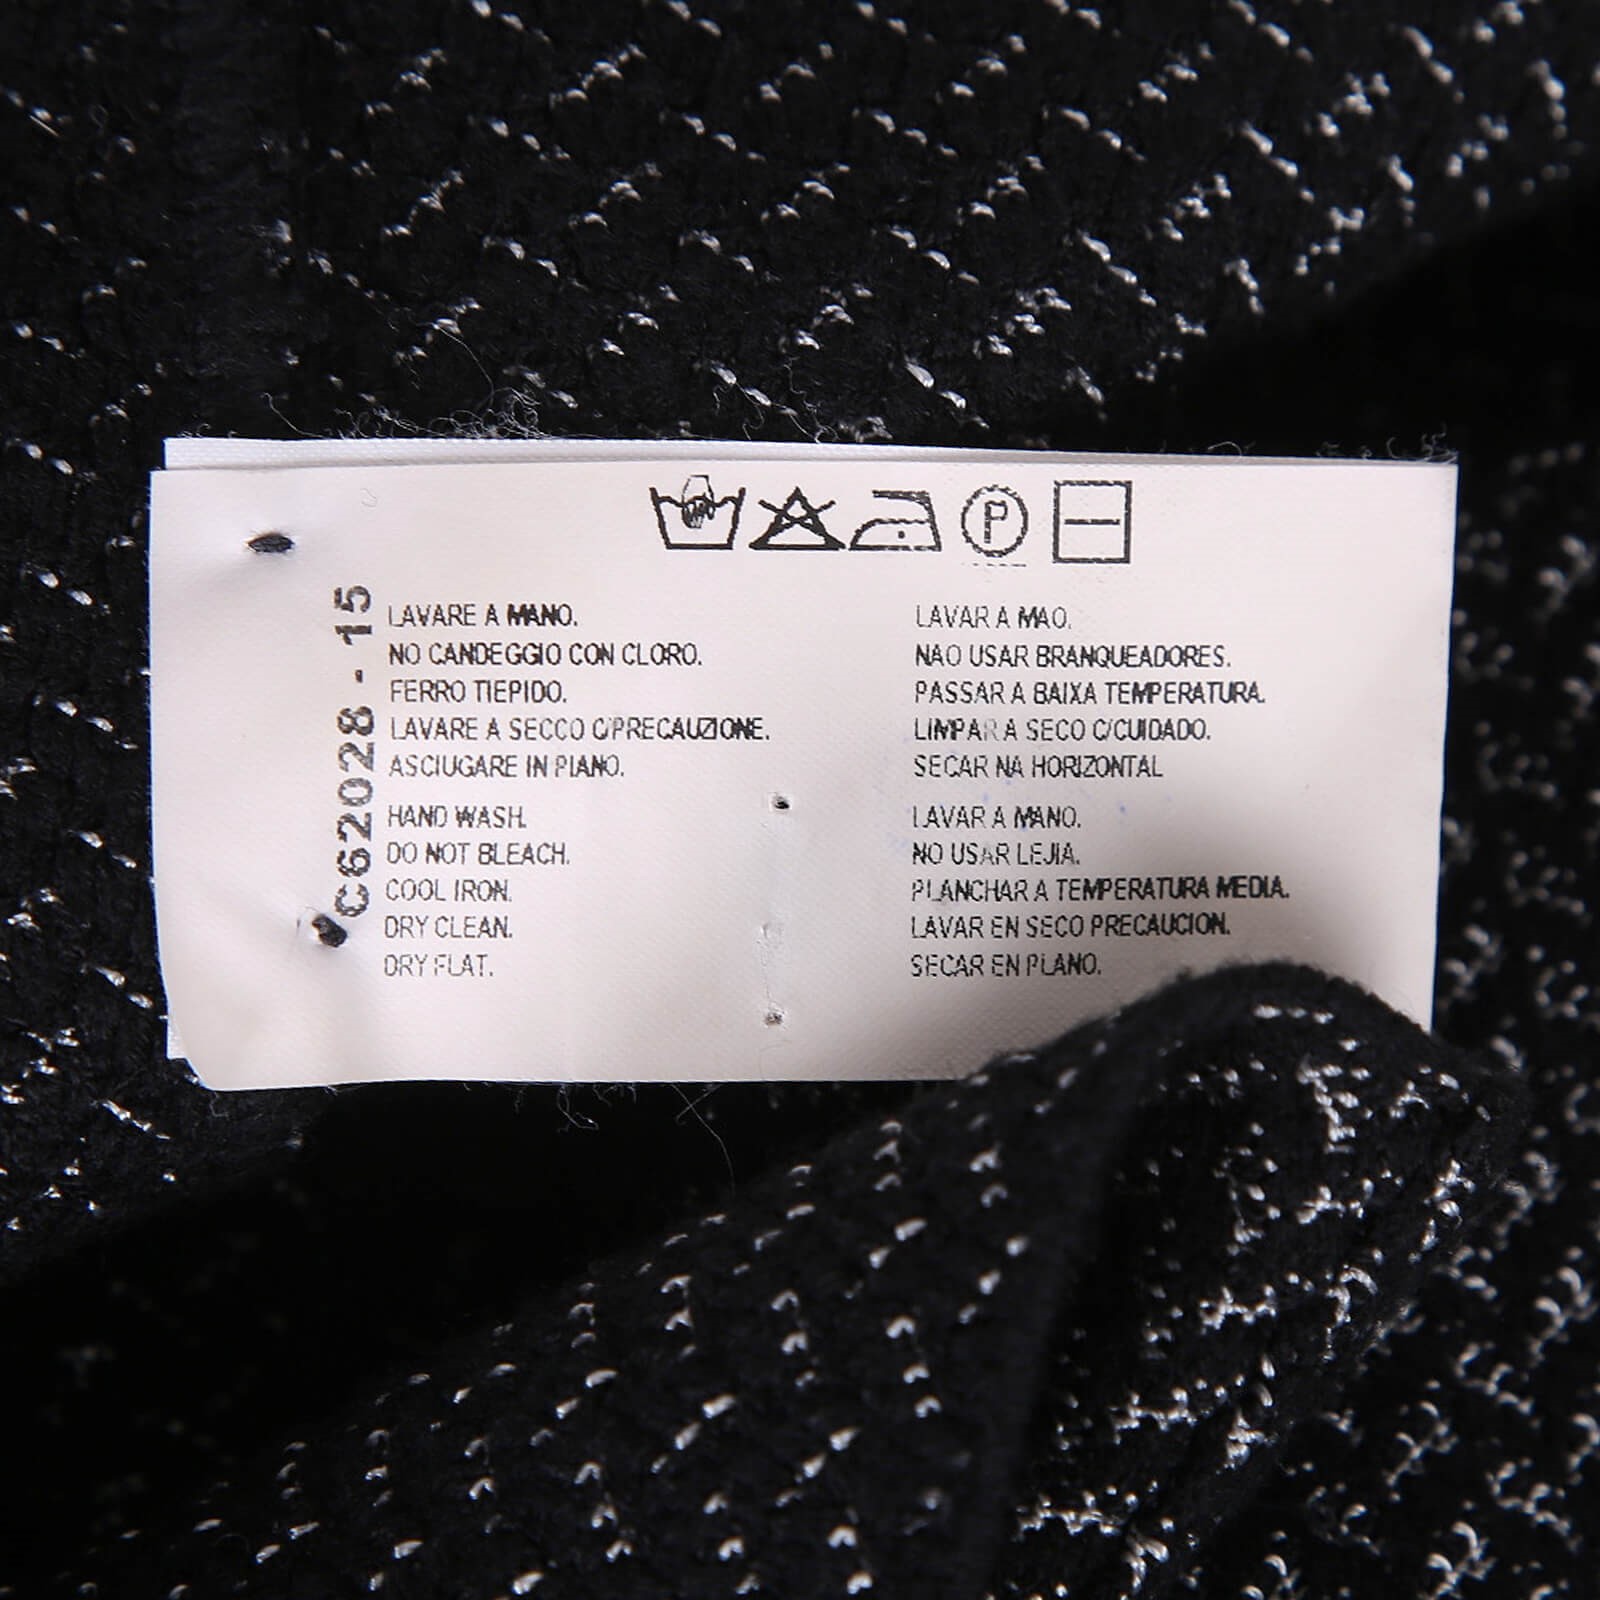 P
C62028 - 15
LAVARE A MANO.
NO CANDEGGIO CON CLORO.
FERRO TIEPIDO.
LAVARE A SECCO C/PRECAUZIONE.
ASCIUGARE IN PIANO.
HAND WASH.
DO NOT BLEACH.
COOL IRON.
DRY CLEAN.
DRY FLAT.
LAVAR A MAO.
NAO USAR BRANQUEADORES.
PASSAR A BAIXA TEMPERATURA.
LIMPAR A SECO C/CUIDADO.
SECAR NA HORIZONTAL
LAVAR A MANO.
NO USAR LEJIA.
PLANCHAR A TEMPERATURA MEDIA.
LAVAR EN SECO PRECAUCION.
SECAR EN PLANO.